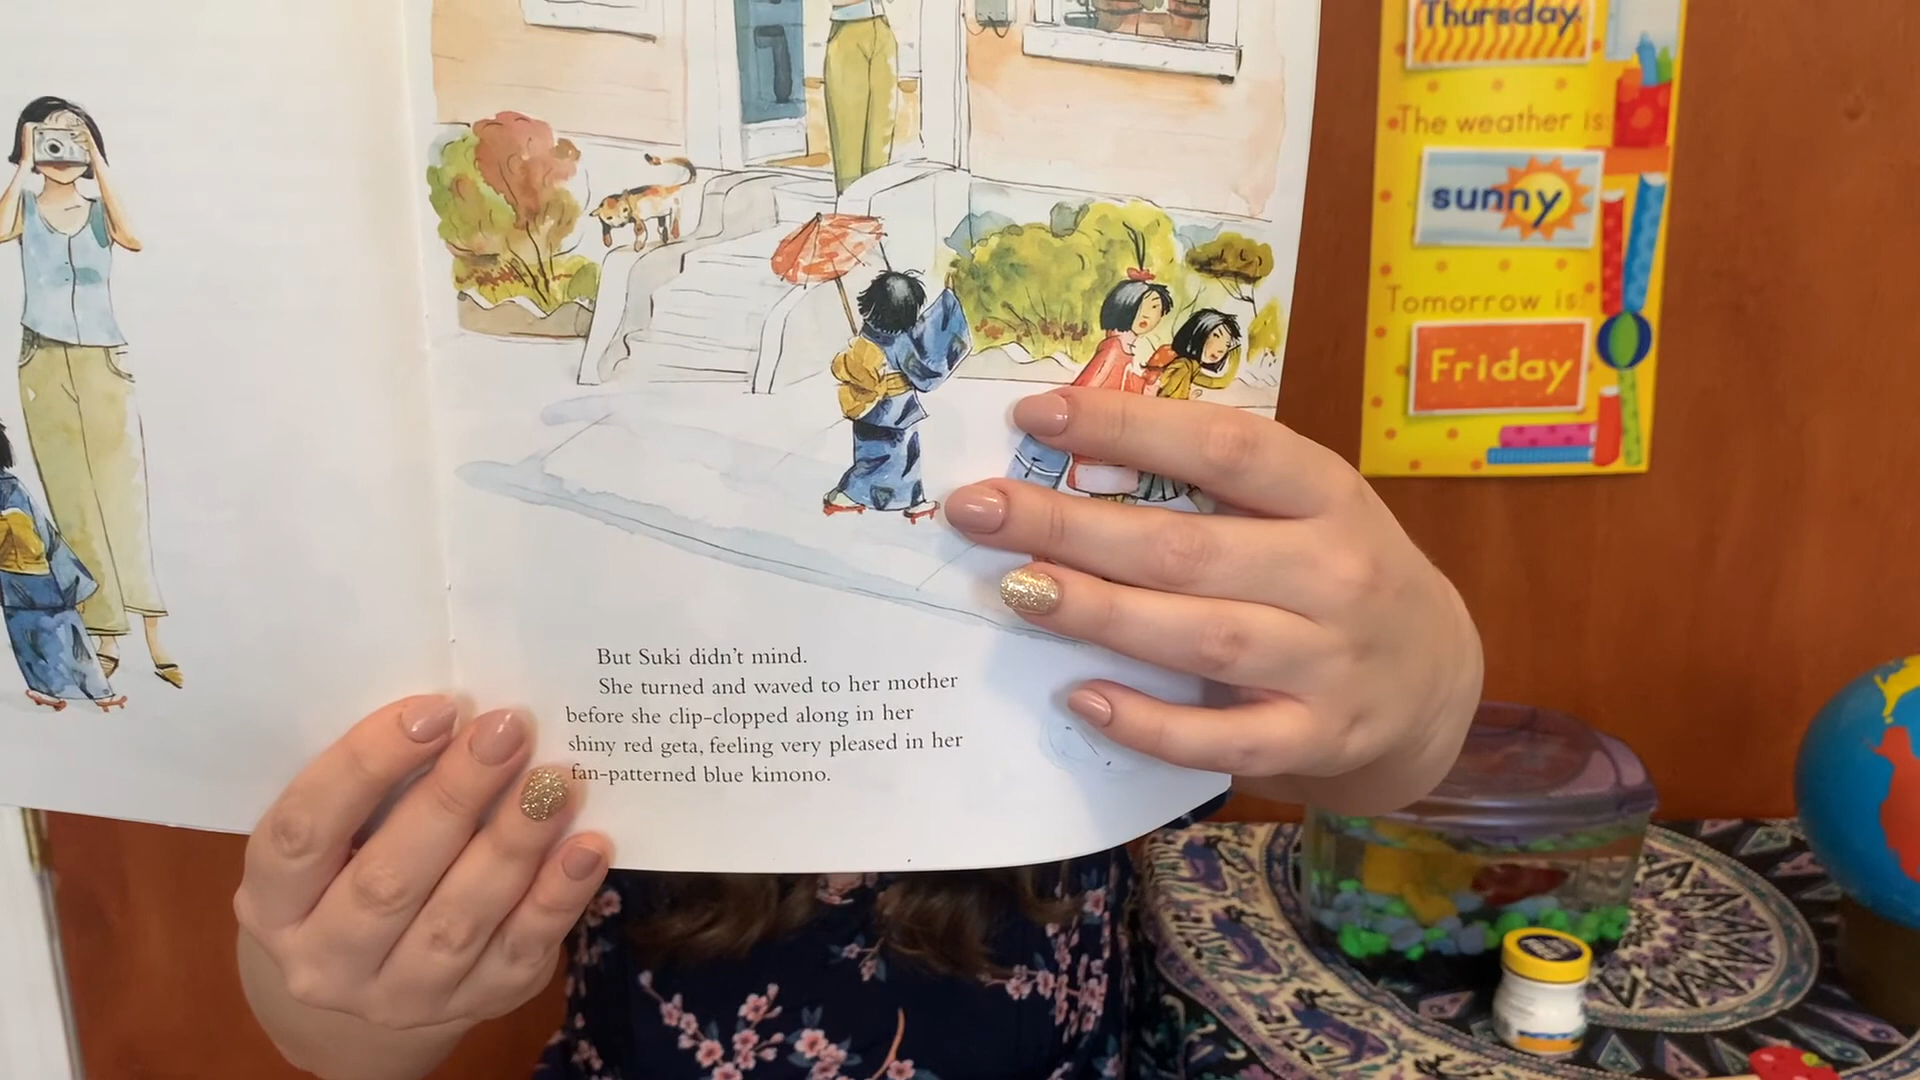 But Suki didn't mind.
She turned and waved to her mother
before she clip-clopped along in her
shiny red geta, feeling very pleased in her
fan-patterned blue kimono.
Thursday
The weather is:
sunny
Tomorrow is:
Friday